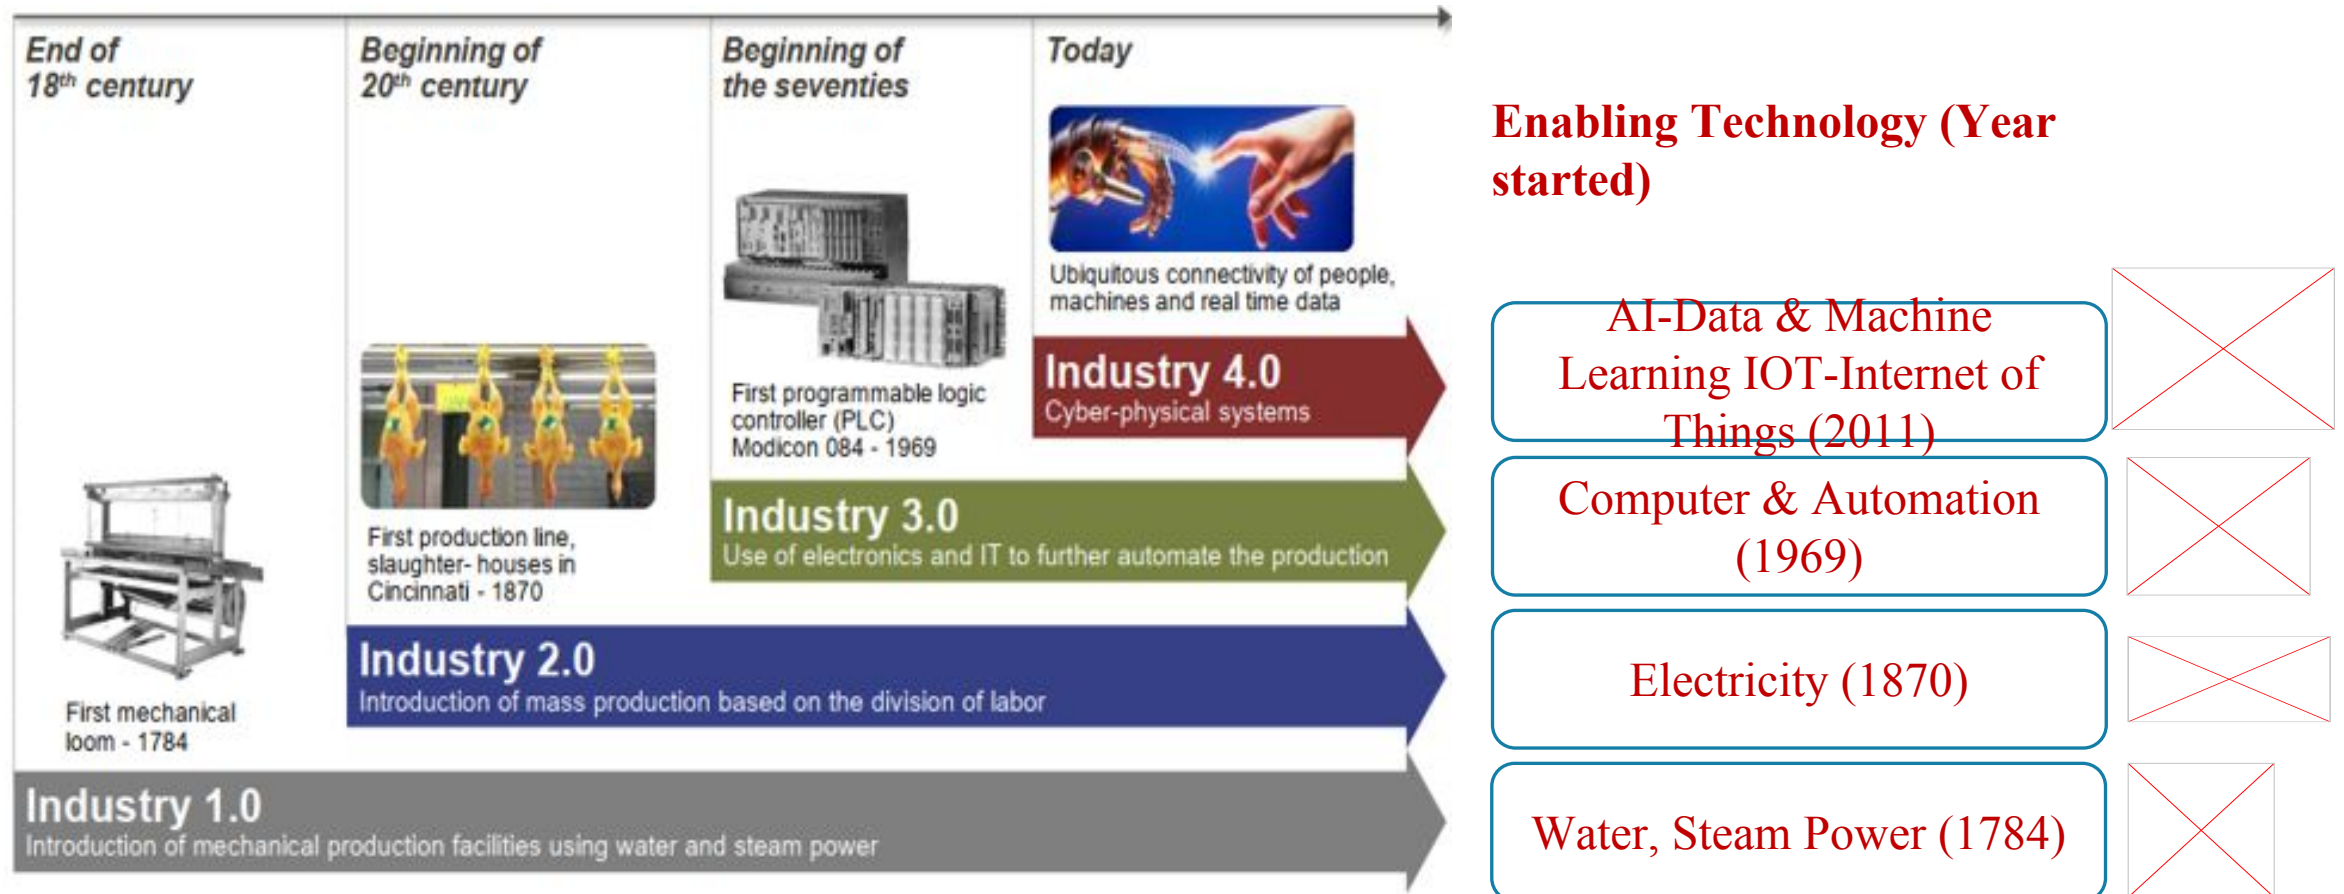 End of
18th century
Beginning of
20th century
Beginning of
the seventies
Today
Ubiquitous connectivity of people,
machines and real time data
Industry 4.0
Cyber-physical systems
First programmable logic
controller (PLC)
Modicon 084 - 1969
Industry 3.0
Use of electronics and IT to further automate the production
First production line,
slaughter- houses in
Cincinnati - 1870
Industry 2.0
Introduction of mass production based on the division of labor
First mechanical
loom - 1784
Industry 1.0
Introduction of mechanical production facilities using water and steam power
Enabling Technology (Year
started)
AI-Data & Machine
Learning IOT-Internet of
Things (2011)
Computer & Automation
(1969)
Electricity (1870)
Water, Steam Power (1784)